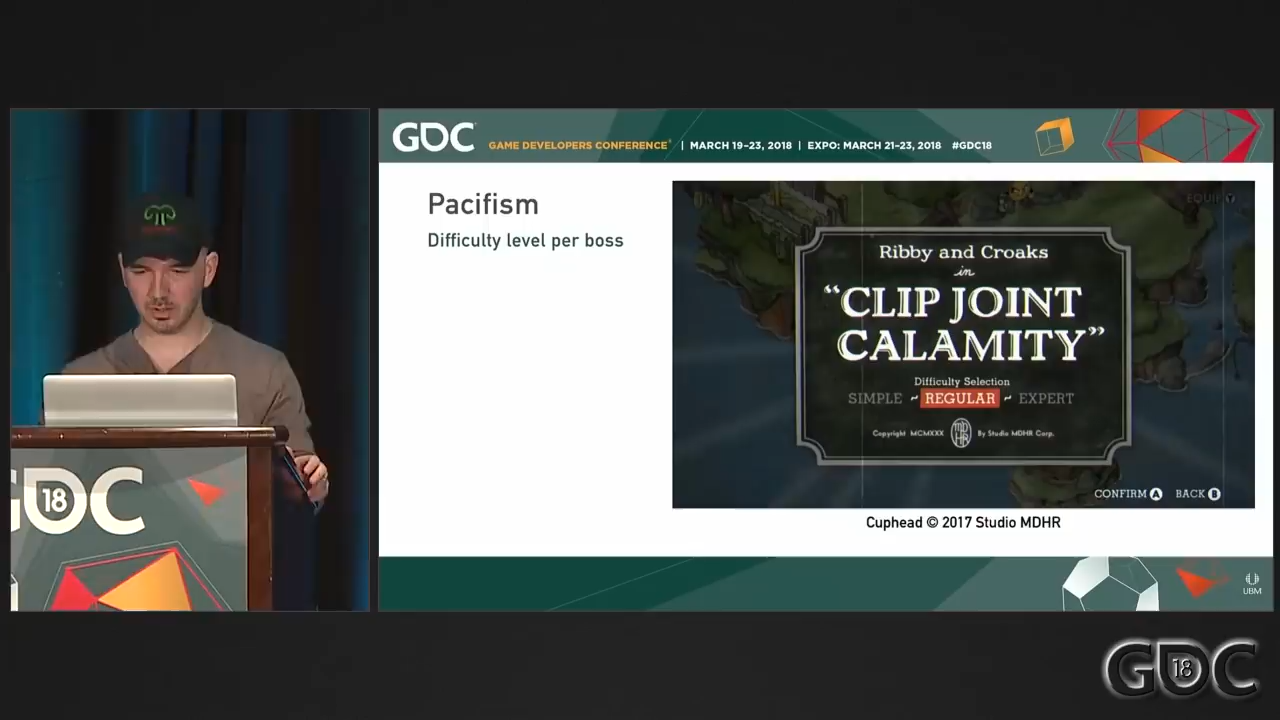 GDC
GAME DEVELOPERS CONFERENCE® | MARCH 19–23, 2018 | EXPO: MARCH 21–23, 2018 #GDC18
Pacifism
Difficulty level per boss
EQUIP Y
Ribby and Croaks
in
"CLIP JOINT
CALAMITY"
Difficulty Selection
SIMPLE ~ REGULAR ~ EXPERT
Copyright MCMXXX MDHR By Studio MDHR Corp.
CONFIRM A BACK B
Cuphead © 2017 Studio MDHR
UBM
GDC
18
GDC
18